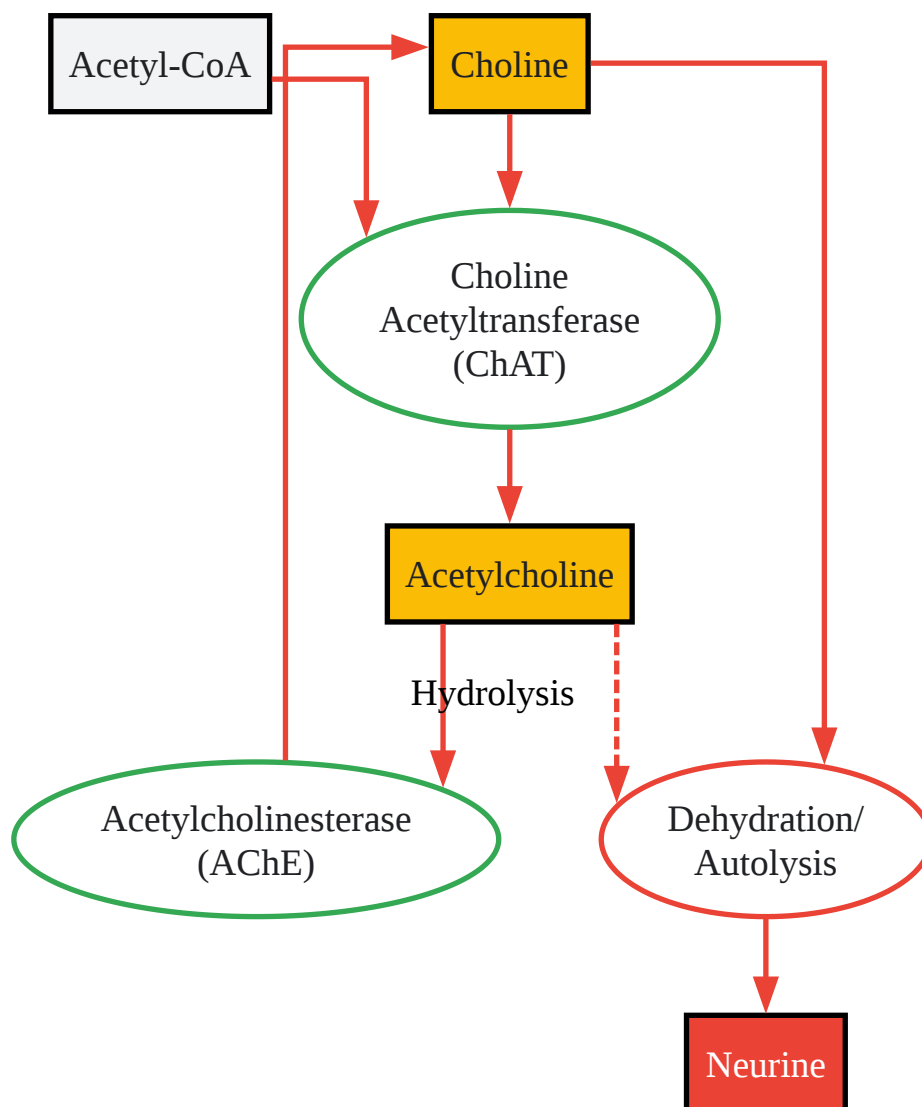 Acetyl-CoA
Choline
Choline
Acetyltransferase
(ChAT)
Acetylcholine
Hydrolysis
Acetylcholinesterase
(AChE)
Dehydration/
Autolysis
Neurine